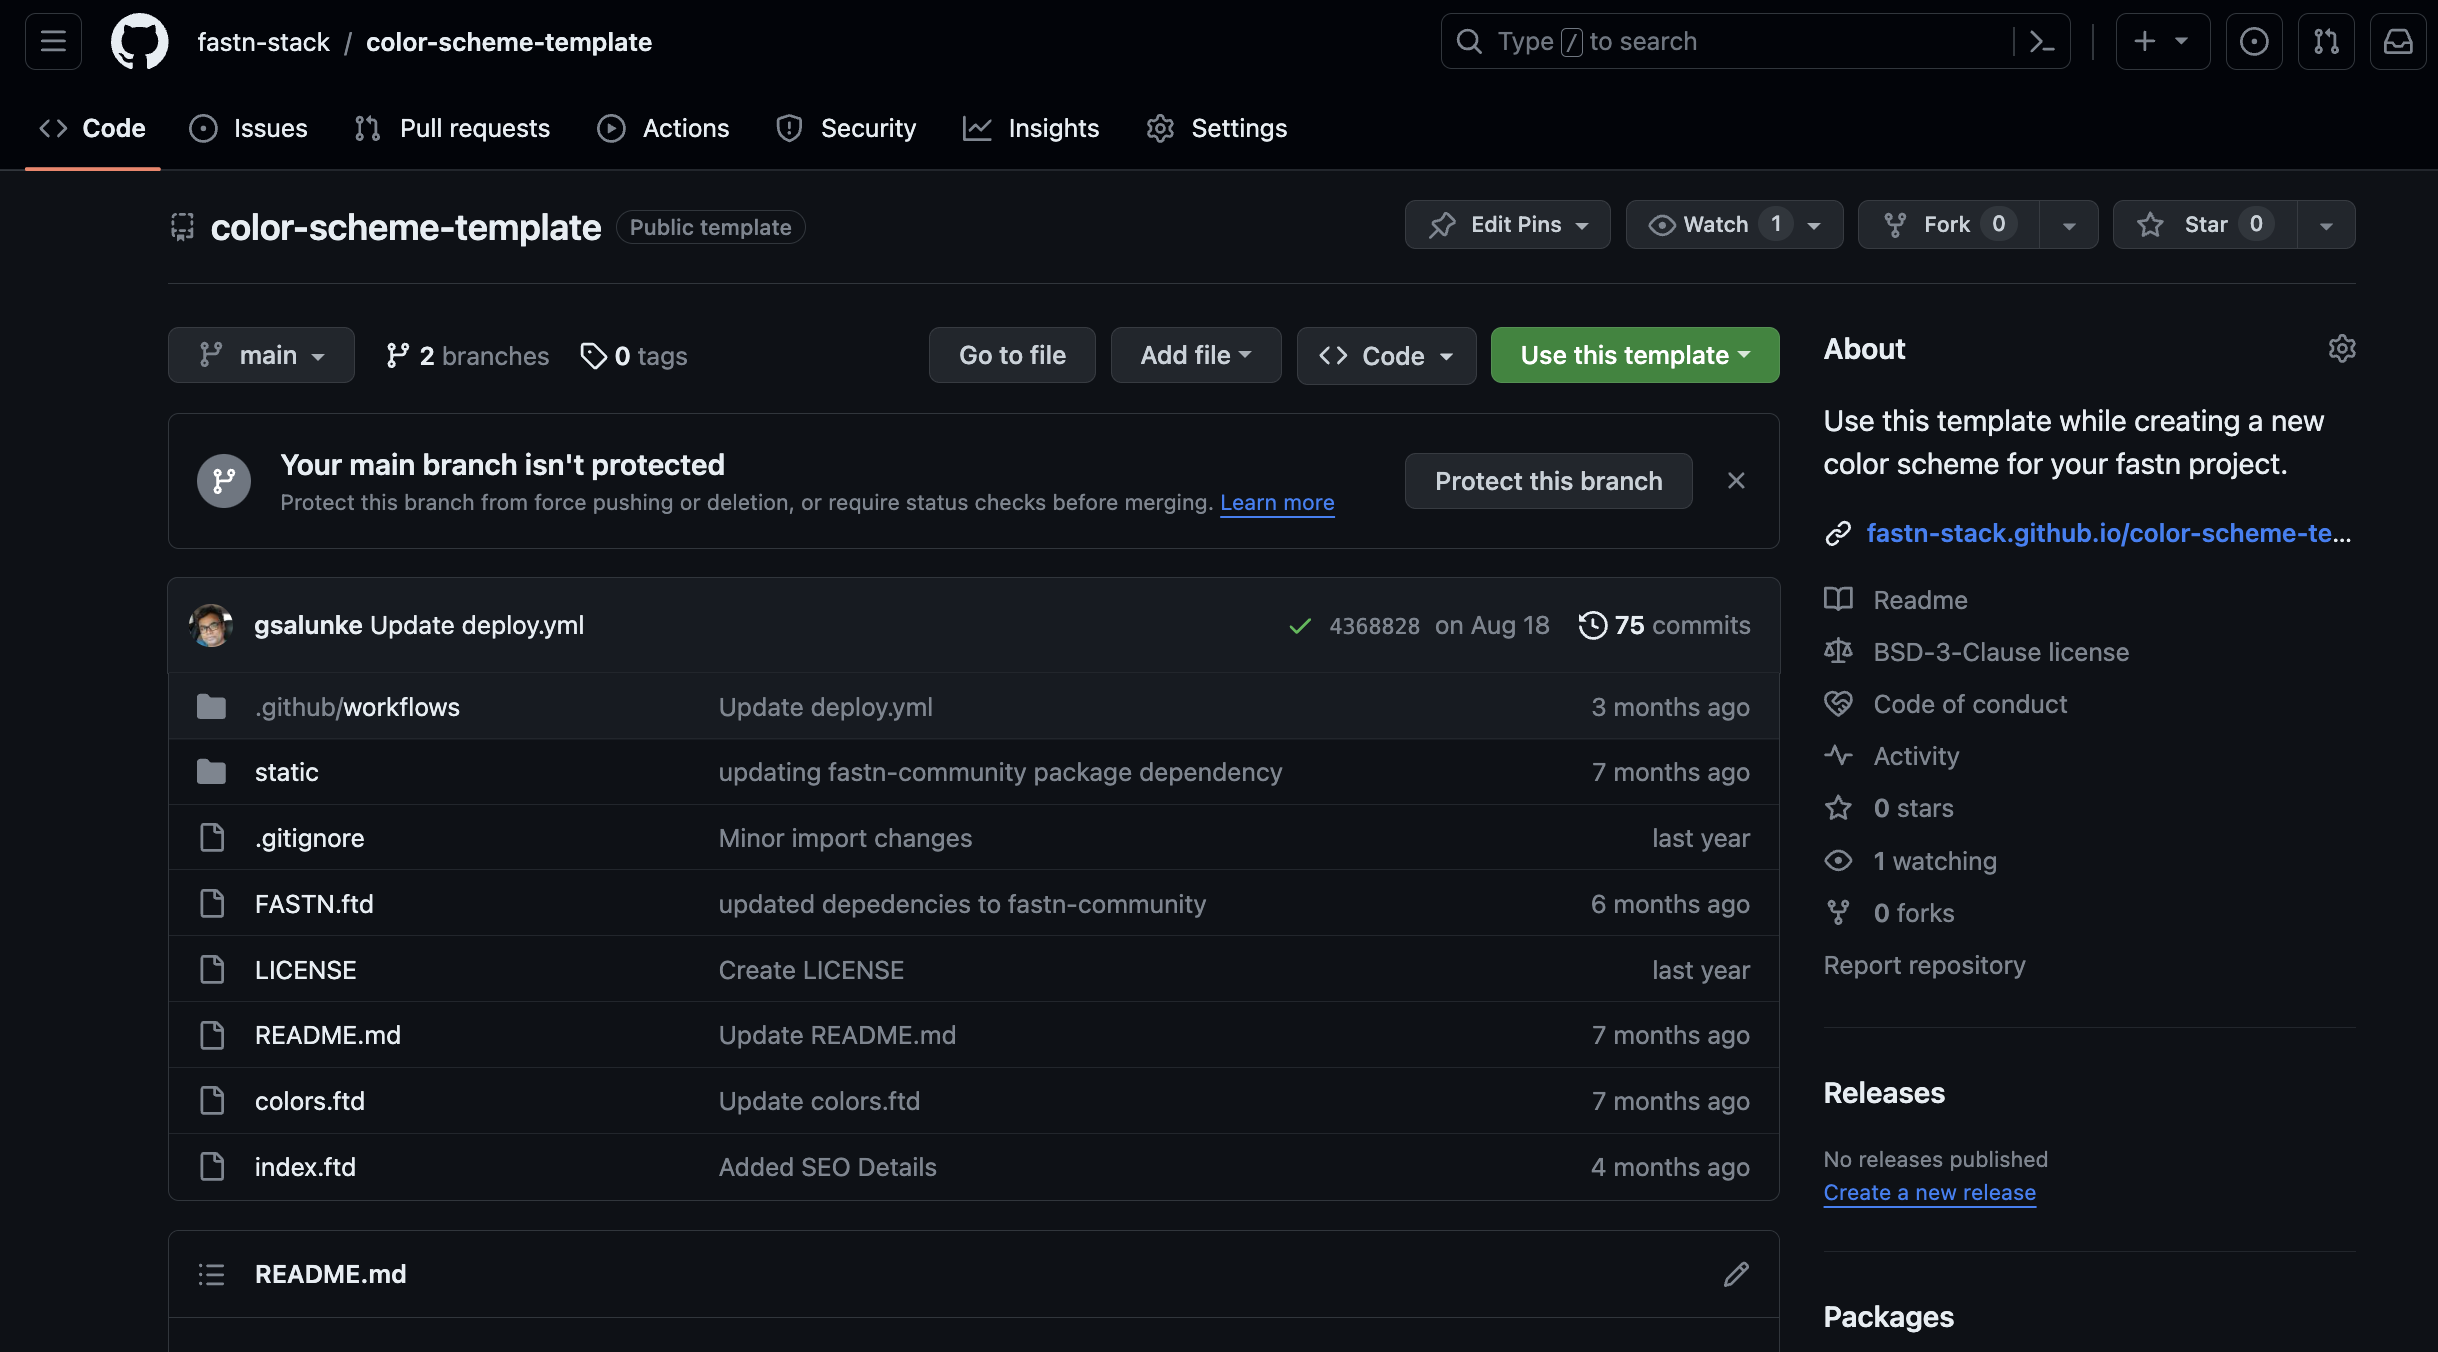 fastn-stack / color-scheme-template
Type / to search
Code Issues Pull requests Actions Security Insights Settings
color-scheme-template Public template
Edit Pins Watch 1 Fork 0 Star 0
main 2 branches 0 tags
Go to file Add file Code Use this template
Your main branch isn't protected
Protect this branch from force pushing or deletion, or require status checks before merging. Learn more
Protect this branch
gsalunke Update deploy.yml 4368828 on Aug 18 75 commits
.github/workflows Update deploy.yml 3 months ago
static updating fastn-community package dependency 7 months ago
.gitignore Minor import changes last year
FASTN.ftd updated depedencies to fastn-community 6 months ago
LICENSE Create LICENSE last year
README.md Update README.md 7 months ago
colors.ftd Update colors.ftd 7 months ago
index.ftd Added SEO Details 4 months ago
README.md
About
Use this template while creating a new
color scheme for your fastn project.
fastn-stack.github.io/color-scheme-te...
Readme
BSD-3-Clause license
Code of conduct
Activity
0 stars
1 watching
0 forks
Report repository
Releases
No releases published
Create a new release
Packages